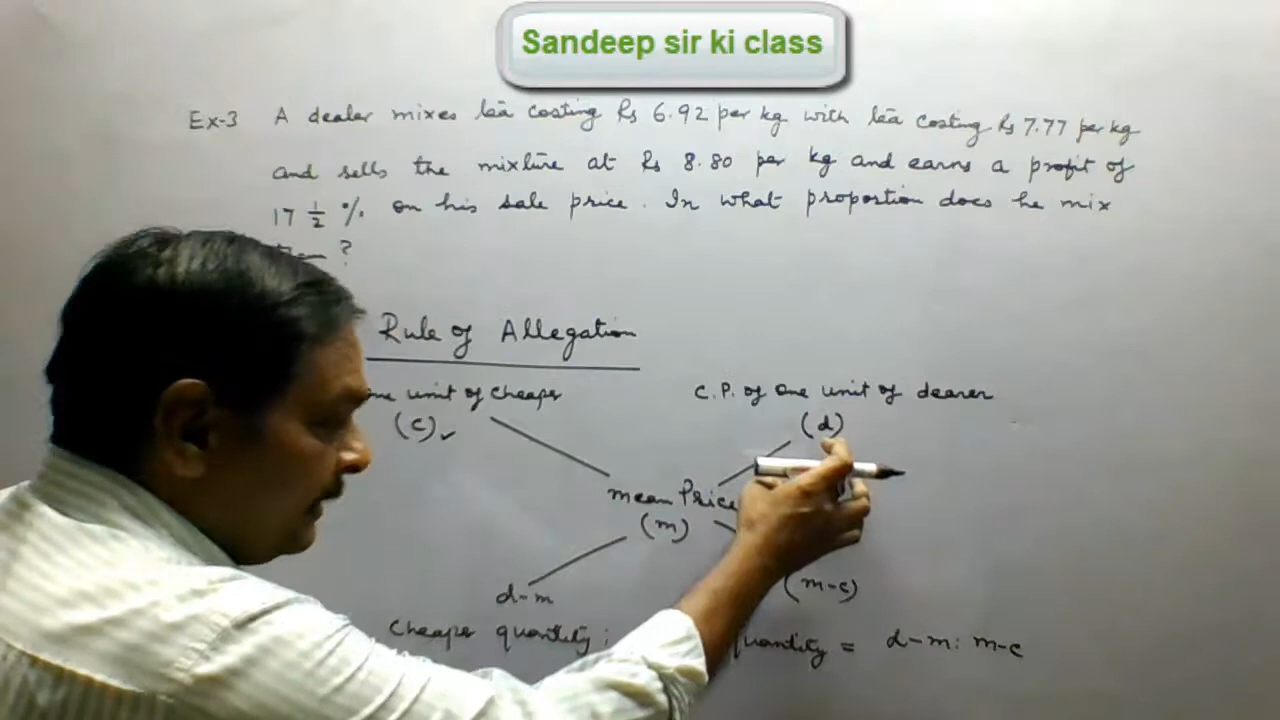 Sandeep sir ki class
Ex-3 A dealer mixes tea costing Rs 6.92 per kg with tea costing Rs 7.77 per kg
and sells the mixture at Rs 8.80 per kg and earns a profit of
17 1/2 % on his sale price. In what proportion does he mix
?
Rule of Allegation
one unit of cheaper C.P. of one unit of dearer
(c) ✓ (d)
mean Price
(m)
d-m (m-c)
Cheaper quantity : quantity = d-m : m-c